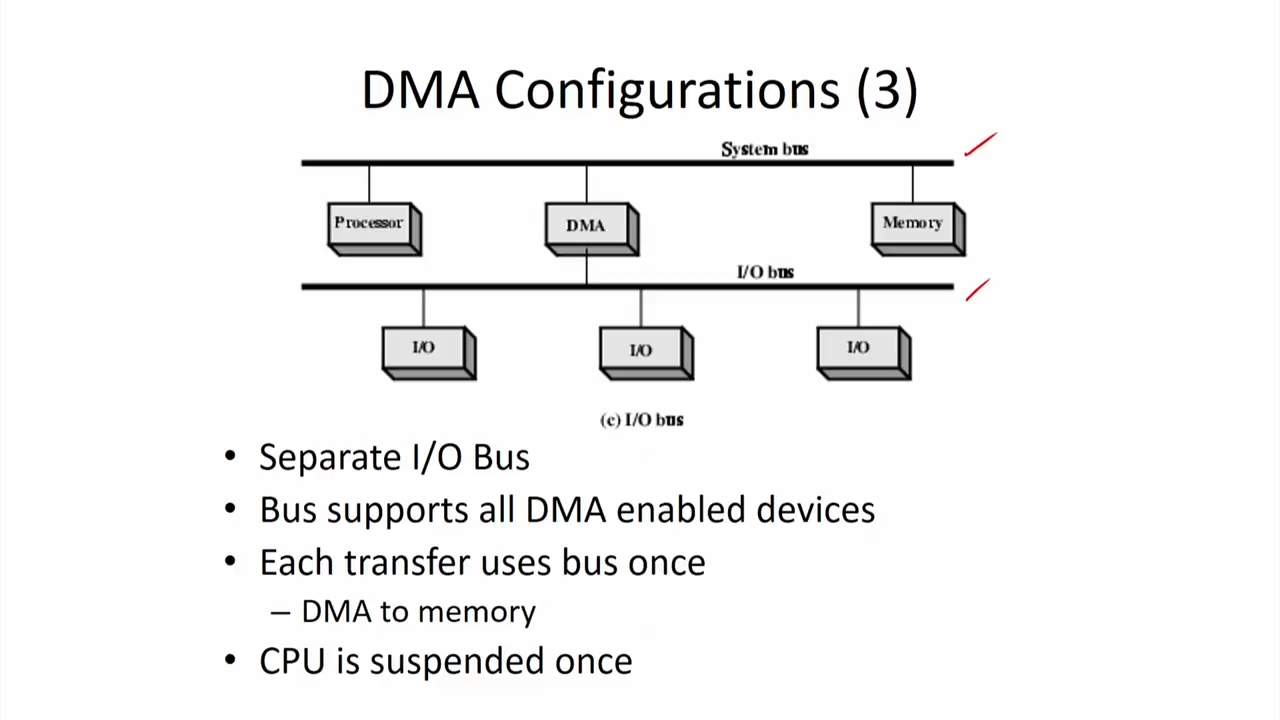 DMA Configurations (3)
System bus
Processor
DMA
Memory
I/O bus
I/O
I/O
I/O
(c) I/O bus
• Separate I/O Bus
• Bus supports all DMA enabled devices
• Each transfer uses bus once
– DMA to memory
• CPU is suspended once